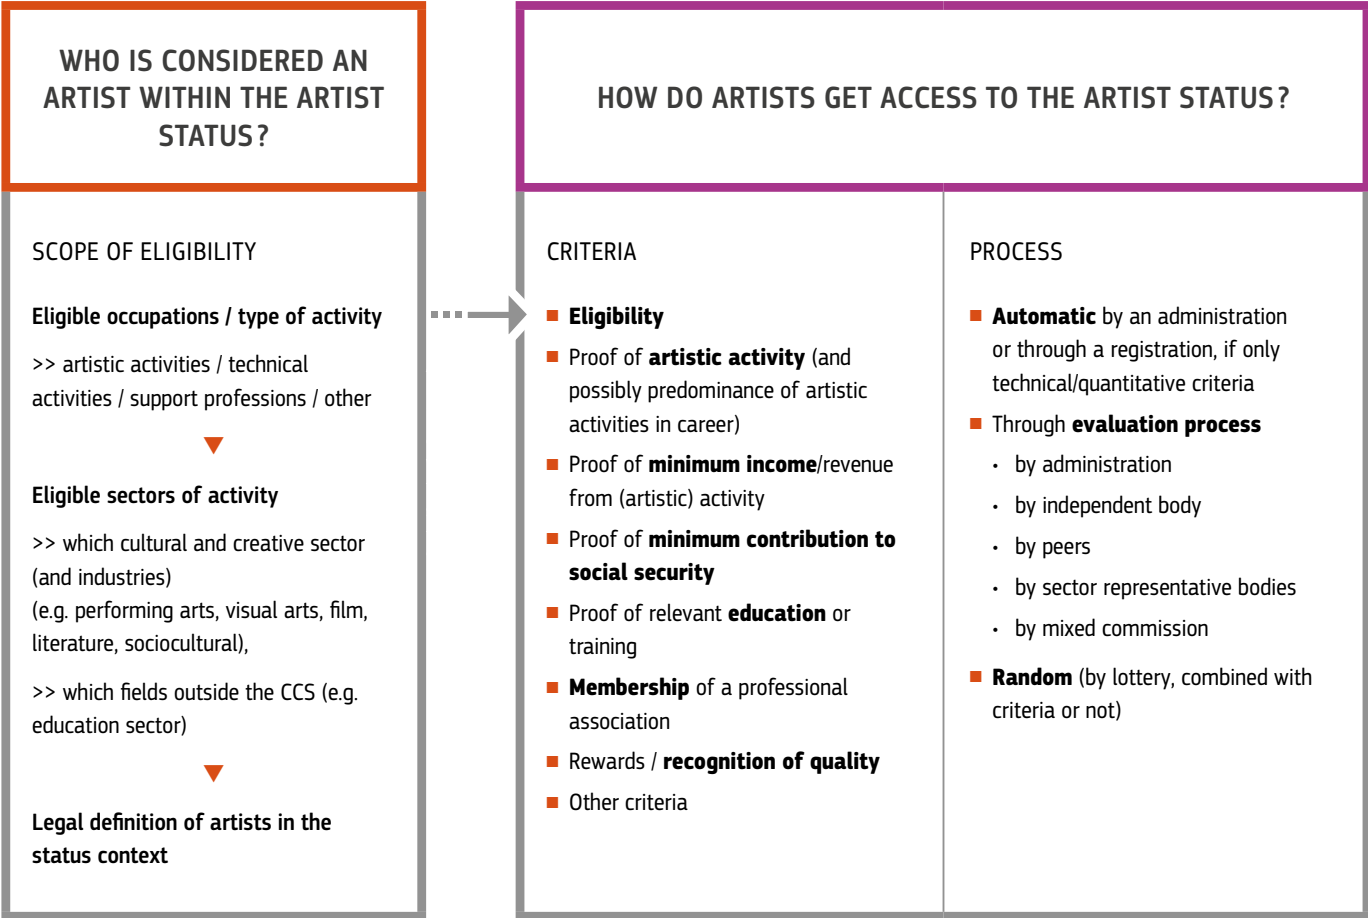 WHO IS CONSIDERED AN
ARTIST WITHIN THE ARTIST
STATUS?
SCOPE OF ELIGIBILITY
Eligible occupations / type of activity
>> artistic activities / technical
activities / support professions / other
Eligible sectors of activity
>> which cultural and creative sector
(and industries)
(e.g. performing arts, visual arts, film,
literature, sociocultural),
>> which fields outside the CCS (e.g.
education sector)
Legal definition of artists in the
status context
HOW DO ARTISTS GET ACCESS TO THE ARTIST STATUS?
CRITERIA
Eligibility
Proof of artistic activity (and
possibly predominance of artistic
activities in career)
Proof of minimum income/revenue
from (artistic) activity
Proof of minimum contribution to
social security
Proof of relevant education or
training
Membership of a professional
association
Rewards / recognition of quality
Other criteria
PROCESS
Automatic by an administration
or through a registration, if only
technical/quantitative criteria
Through evaluation process
• by administration
• by independent body
• by peers
• by sector representative bodies
• by mixed commission
Random (by lottery, combined with
criteria or not)